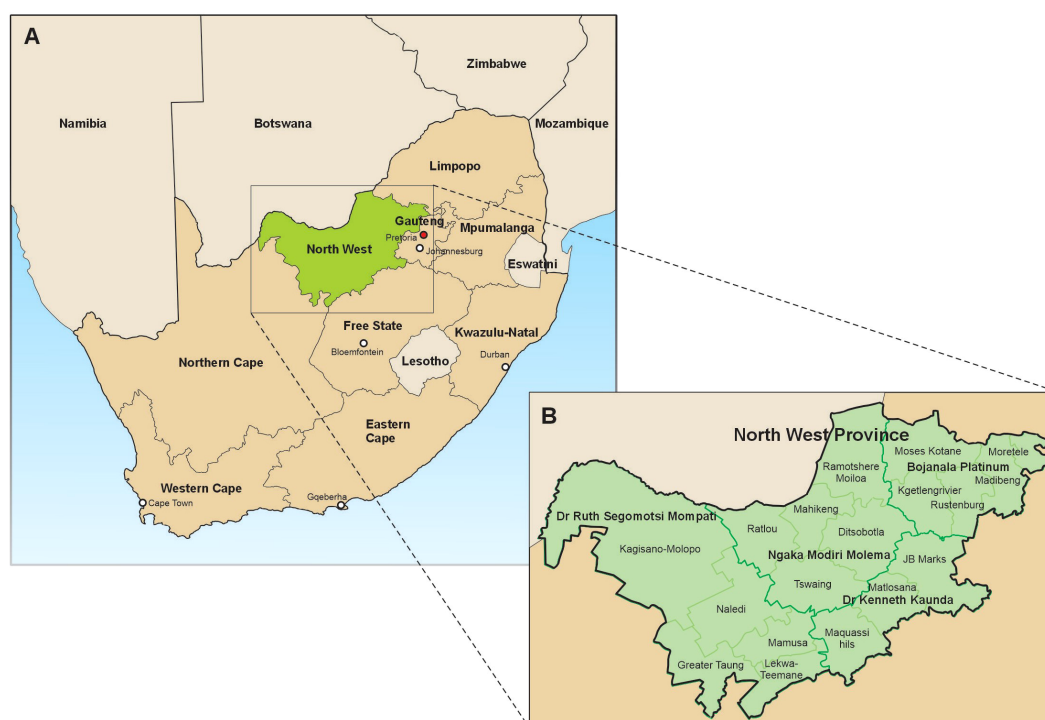 A
Zimbabwe
Namibia
Botswana
Mozambique
Limpopo
Gauteng
Mpumalanga
Pretoria
North West
Johannesburg
Eswatini
Free State
Kwazulu-Natal
Bloemfontein
Durban
Northern Cape
Lesotho
Eastern
Cape
Western Cape
Cape Town
Gqeberha
B
North West Province
Moses Kotane
Moretele
Ramotshere
Moiloa
Bojanala Platinum
Madibeng
Kgetlengrivier
Rustenburg
Mahikeng
Dr Ruth Segomotsi Mompati
Ratlou
Ditsobotla
Kagisano-Molopo
Ngaka Modiri Molema
JB Marks
Tswaing
Matlosana
Dr Kenneth Kaunda
Naledi
Mamusa
Maquassi
hils
Greater Taung
Lekwa-
Teemane